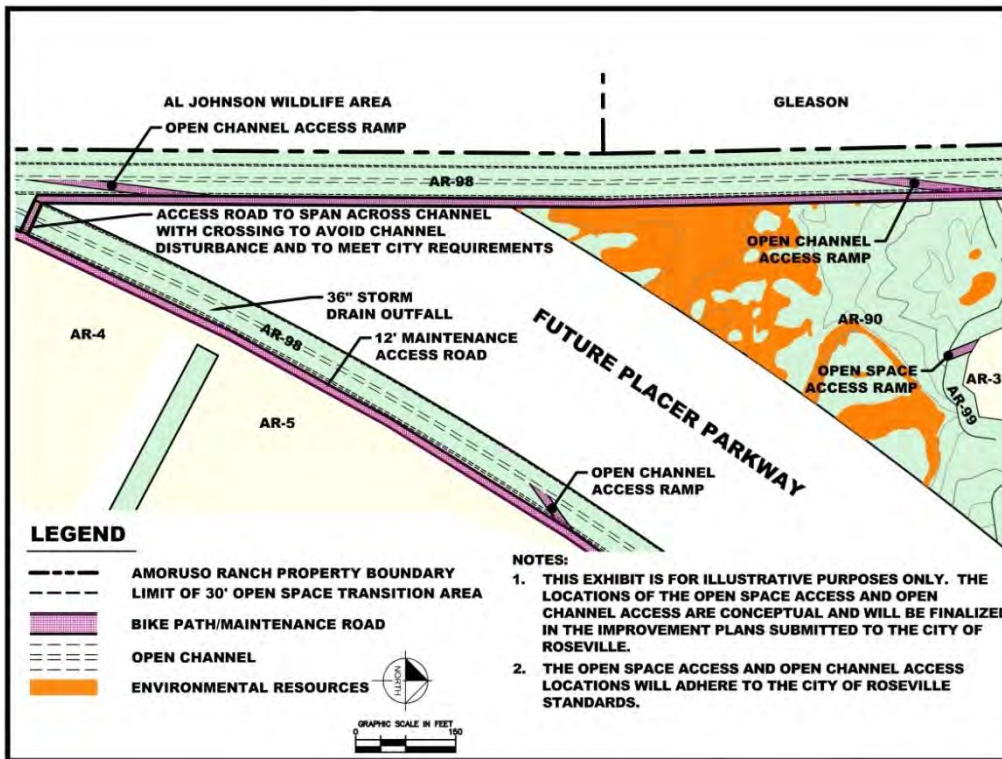 AL JOHNSON WILDLIFE AREA
GLEASON
OPEN CHANNEL ACCESS RAMP
AR-98
ACCESS ROAD TO SPAN ACROSS CHANNEL
WITH CROSSING TO AVOID CHANNEL
DISTURBANCE AND TO MEET CITY REQUIREMENTS
OPEN CHANNEL
ACCESS RAMP
36" STORM
DRAIN OUTFALL
AR-98
12' MAINTENANCE
ACCESS ROAD
AR-4
AR-5
FUTURE PLACER PARKWAY
AR-90
OPEN SPACE
ACCESS RAMP
AR-3
AR-99
OPEN CHANNEL
ACCESS RAMP
LEGEND
AMORUSO RANCH PROPERTY BOUNDARY
LIMIT OF 30' OPEN SPACE TRANSITION AREA
BIKE PATH/MAINTENANCE ROAD
OPEN CHANNEL
ENVIRONMENTAL RESOURCES
NORTH
GRAPHIC SCALE IN FEET
0 150
NOTES:
1. THIS EXHIBIT IS FOR ILLUSTRATIVE PURPOSES ONLY. THE
LOCATIONS OF THE OPEN SPACE ACCESS AND OPEN
CHANNEL ACCESS ARE CONCEPTUAL AND WILL BE FINALIZE
IN THE IMPROVEMENT PLANS SUBMITTED TO THE CITY OF
ROSEVILLE.
2. THE OPEN SPACE ACCESS AND OPEN CHANNEL ACCESS
LOCATIONS WILL ADHERE TO THE CITY OF ROSEVILLE
STANDARDS.